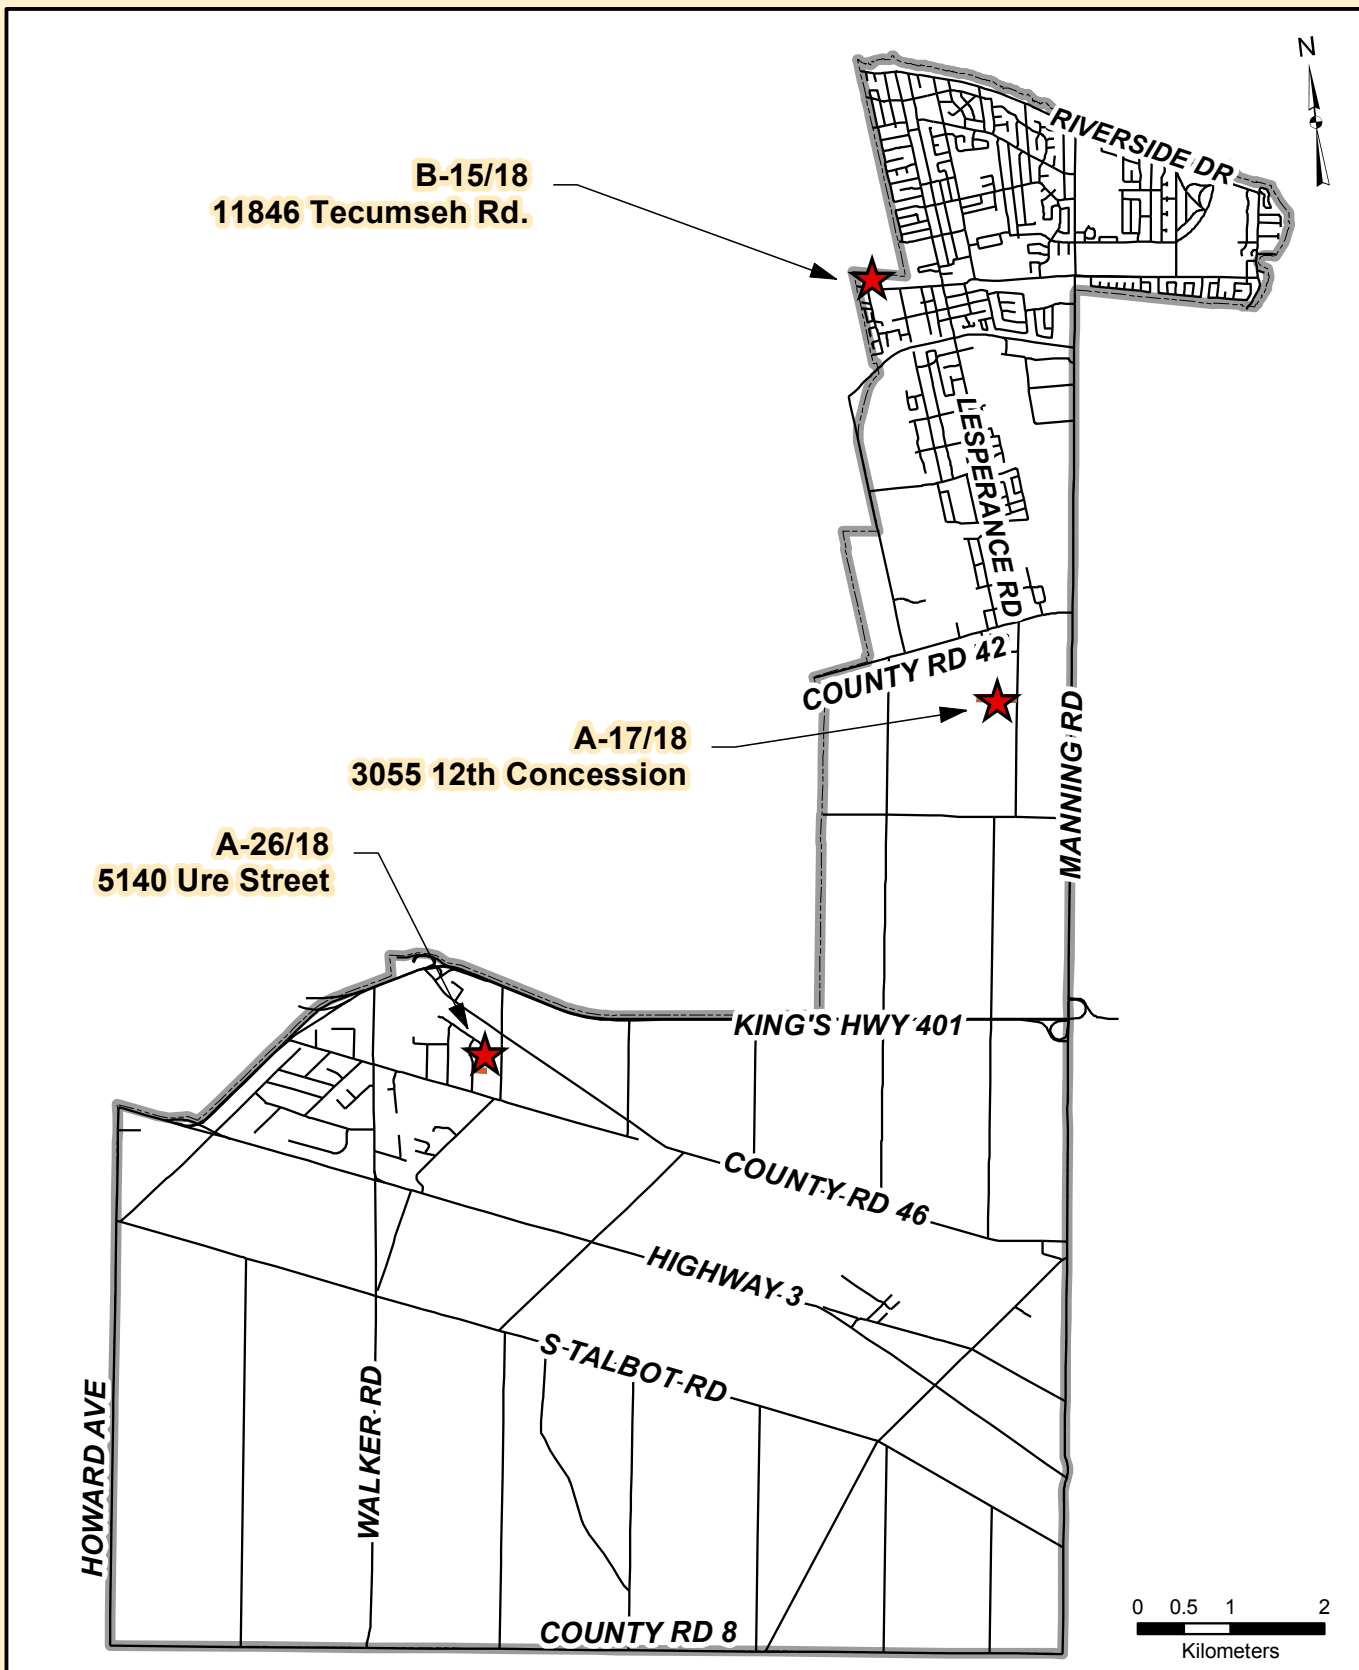 N
RIVERSIDE DR
B-15/18
11846 Tecumseh Rd.
LESPERANCE RD
COUNTY RD 42
MANNING RD
A-17/18
3055 12th Concession
A-26/18
5140 Ure Street
KING'S HWY 401
COUNTY RD 46
HIGHWAY 3
S TALBOT RD
WALKER RD
HOWARD AVE
COUNTY RD 8
0 0.5 1 2
Kilometers